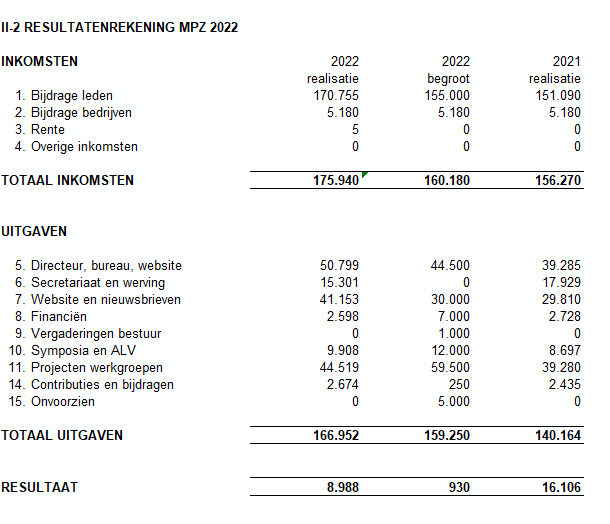 II-2 RESULTATENREKENING MPZ 2022
INKOMSTEN 2022 2022 2021
realisatie begroot realisatie
1. Bijdrage leden 170.755 155.000 151.090
2. Bijdrage bedrijven 5.180 5.180 5.180
3. Rente 5 0 0
4. Overige inkomsten 0 0 0
TOTAAL INKOMSTEN 175.940 160.180 156.270
UITGAVEN
5. Directeur, bureau, website 50.799 44.500 39.285
6. Secretariaat en werving 15.301 0 17.929
7. Website en nieuwsbrieven 41.153 30.000 29.810
8. Financiën 2.598 7.000 2.728
9. Vergaderingen bestuur 0 1.000 0
10. Symposia en ALV 9.908 12.000 8.697
11. Projecten werkgroepen 44.519 59.500 39.280
14. Contributies en bijdragen 2.674 250 2.435
15. Onvoorzien 0 5.000 0
TOTAAL UITGAVEN 166.952 159.250 140.164
RESULTAAT 8.988 930 16.106